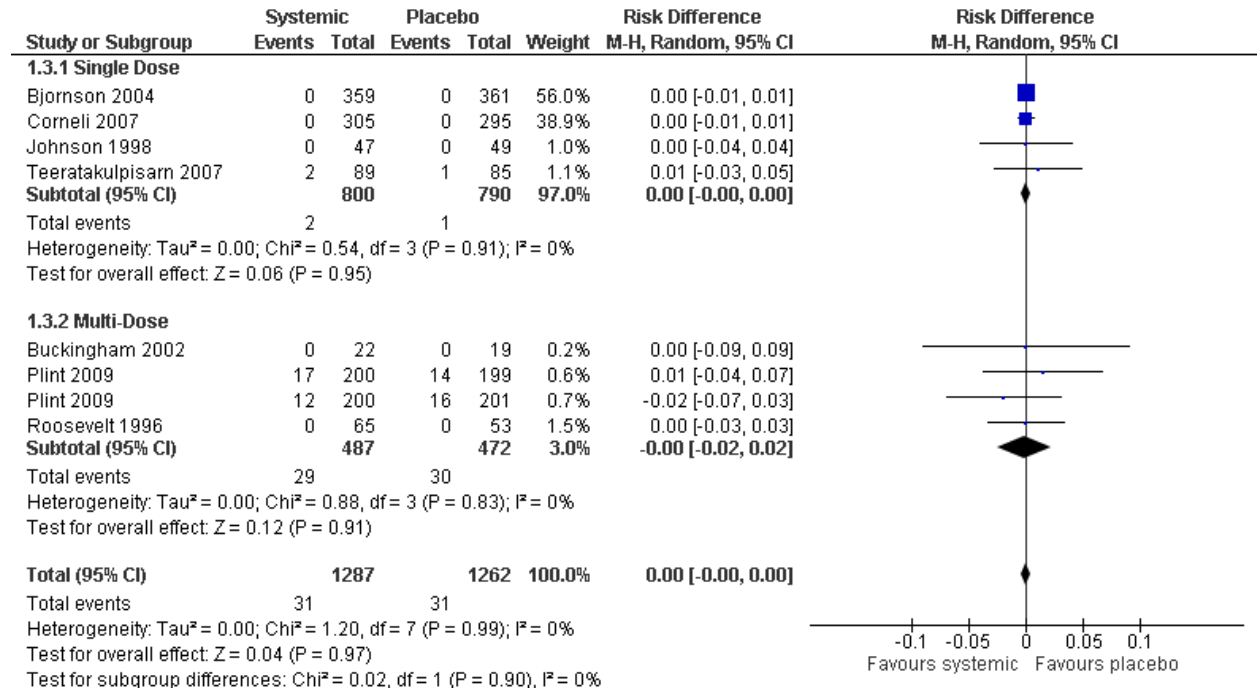 Systemic Placebo Risk Difference Risk Difference
Study or Subgroup Events Total Events Total Weight M-H, Random, 95% CI M-H, Random, 95% CI
1.3.1 Single Dose
Bjornson 2004 0 359 0 361 56.0% 0.00 [-0.01, 0.01]
Corneli 2007 0 305 0 295 38.9% 0.00 [-0.01, 0.01]
Johnson 1998 0 47 0 49 1.0% 0.00 [-0.04, 0.04]
Teeratakulpisarn 2007 2 89 1 85 1.1% 0.01 [-0.03, 0.05]
Subtotal (95% CI) 800 790 97.0% 0.00 [-0.00, 0.00]
Total events 2 1
Heterogeneity: Tau² = 0.00; Chi² = 0.54, df = 3 (P = 0.91); I² = 0%
Test for overall effect: Z = 0.06 (P = 0.95)
1.3.2 Multi-Dose
Buckingham 2002 0 22 0 19 0.2% 0.00 [-0.09, 0.09]
Plint 2009 17 200 14 199 0.6% 0.01 [-0.04, 0.07]
Plint 2009 12 200 16 201 0.7% -0.02 [-0.07, 0.03]
Roosevelt 1996 0 65 0 53 1.5% 0.00 [-0.03, 0.03]
Subtotal (95% CI) 487 472 3.0% -0.00 [-0.02, 0.02]
Total events 29 30
Heterogeneity: Tau² = 0.00; Chi² = 0.88, df = 3 (P = 0.83); I² = 0%
Test for overall effect: Z = 0.12 (P = 0.91)
Total (95% CI) 1287 1262 100.0% 0.00 [-0.00, 0.00]
Total events 31 31
Heterogeneity: Tau² = 0.00; Chi² = 1.20, df = 7 (P = 0.99); I² = 0%
Test for overall effect: Z = 0.04 (P = 0.97)
Test for subgroup differences: Chi² = 0.02, df = 1 (P = 0.90), I² = 0%
-0.1 -0.05 0 0.05 0.1
Favours systemic Favours placebo